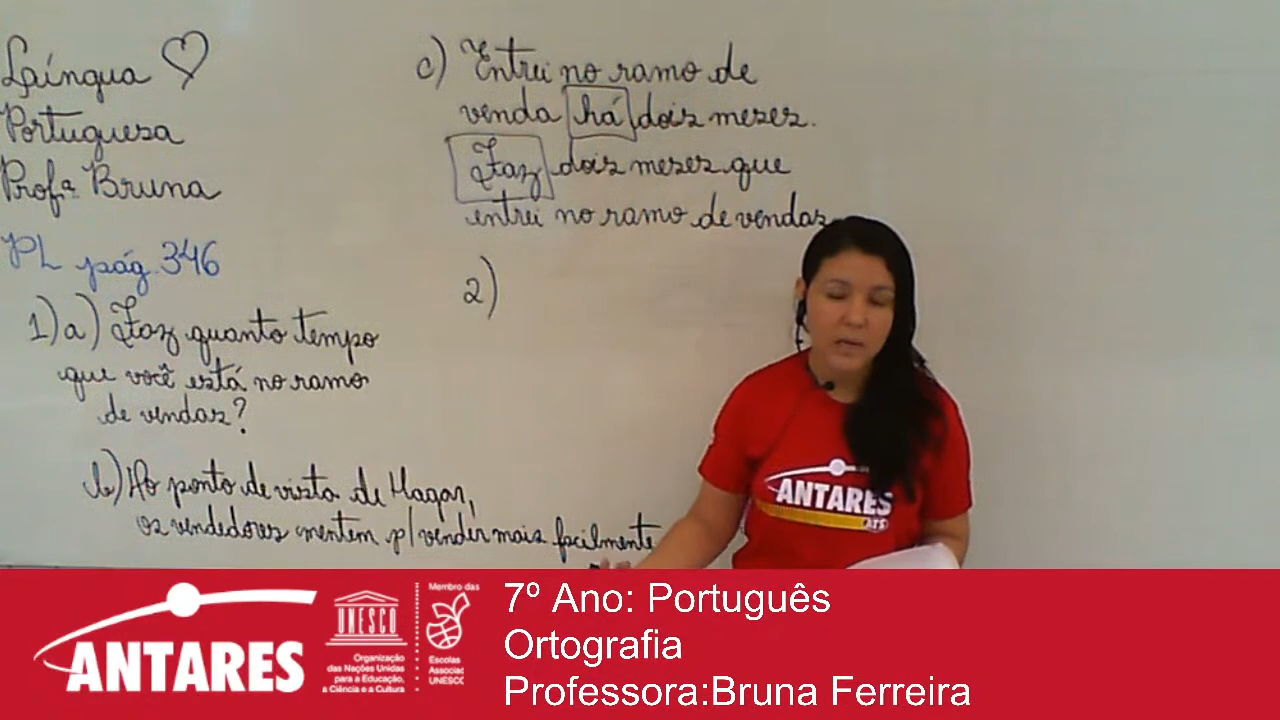 Laíngua ♡
Portuguesa
Profª Bruna
PL pág. 346
1) a) Faz quanto tempo
que você está no ramo
de vendas?
b) Ao ponto de vista de Hagar,
os vendedores mentem p/ vender mais facilmente
c) Entrei no ramo de
venda há dois meses.
Faz dois meses que
entrei no ramo de vendas
2)
ANTARES
ANTARES
UNESCO
Organização
das Nações Unidas
para a Educação,
a Ciência e a Cultura
Membro das
Escolas
Associad
UNESCO
7º Ano: Português
Ortografia
Professora:Bruna Ferreira